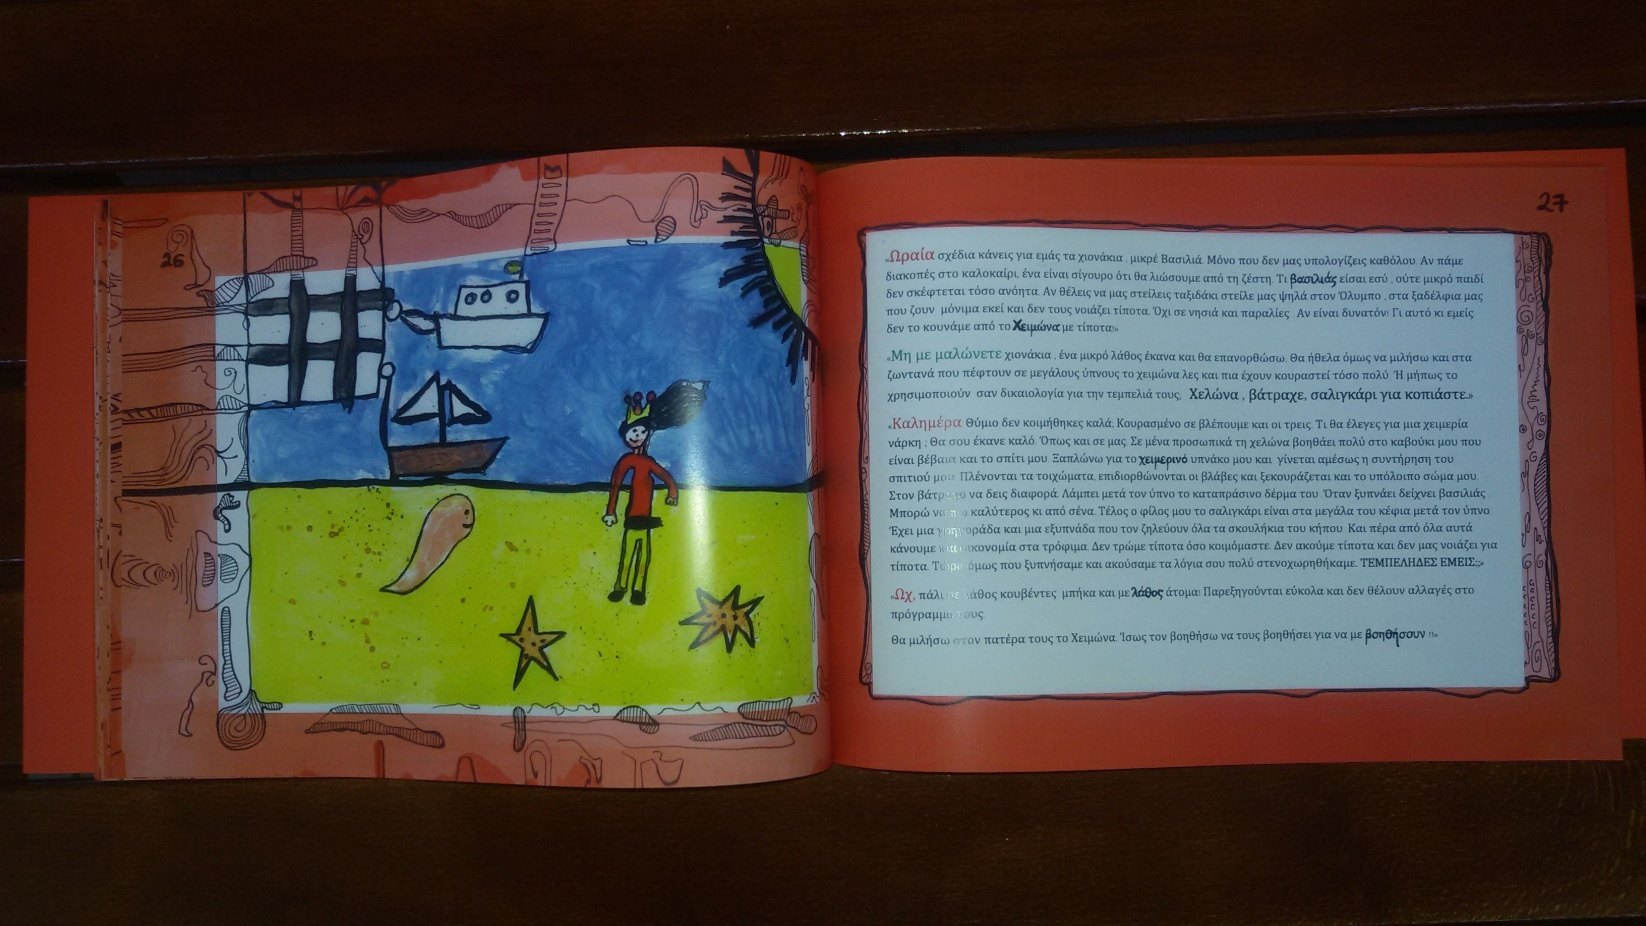 26
27
«Ωραία σχέδια κάνεις για εμάς τα χιονάκια , μικρέ Βασιλιά. Μόνο που δεν μας υπολογίζεις καθόλου. Αν πάμε
διακοπές στο καλοκαίρι, ένα είναι σίγουρο ότι θα λιώσουμε από τη ζέστη. Τι βασιλιάς είσαι εσύ , ούτε μικρό παιδί
δεν σκέφτεται τόσο ανόητα. Αν θέλεις να μας στείλεις ταξιδάκι στείλε μας ψηλά στον Όλυμπο , στα ξαδέλφια μας
που ζουν μόνιμα εκεί και δεν τους νοιάζει τίποτα. Όχι σε νησιά και παραλίες. Αν είναι δυνατόν! Γι αυτό κι εμείς
δεν το κουνάμε από το Χειμώνα με τίποτα!»
«Μη με μαλώνετε χιονάκια , ένα μικρό λάθος έκανα και θα επανορθώσω. Θα ήθελα όμως να μιλήσω και στα
ζωντανά που πέφτουν σε μεγάλους ύπνους το χειμώνα λες και πια έχουν κουραστεί τόσο πολύ. Ή μήπως το
χρησιμοποιούν σαν δικαιολογία για την τεμπελιά τους; Χελώνα , βάτραχε, σαλιγκάρι για κοπιάστε.»
«Καλημέρα Θύμιο δεν κοιμήθηκες καλά; Κουρασμένο σε βλέπουμε και οι τρεις. Τι θα έλεγες για μια χειμερία
νάρκη ; Θα σου έκανε καλό. Όπως και σε μας. Σε μένα προσωπικά τη χελώνα βοηθάει πολύ στο καβούκι μου που
είναι βέβαια και το σπίτι μου. Ξαπλώνω για το χειμερινό υπνάκο μου και γίνεται αμέσως η συντήρηση του
σπιτιού μου. Πλένονται τα τοιχώματα, επιδιορθώνονται οι βλάβες και ξεκουράζεται και το υπόλοιπο σώμα μου.
Στον να δεις διαφορά. Λάμπει μετά τον ύπνο το καταπράσινο δέρμα του. Όταν ξυπνάει δείχνει βασιλιάς.
Μπορώ καλύτερος κι από σένα. Τέλος ο φίλος μου το σαλιγκάρι είναι στα μεγάλα του κέφια μετά τον ύπνο.
Έχει μια γρηγοράδα και μια εξυπνάδα που τον ζηλεύουν όλα τα σκουλήκια του κήπου. Και πέρα από όλα αυτά
κάνουμε και οικονομία στα τρόφιμα. Δεν τρώμε τίποτα όσο κοιμόμαστε. Δεν ακούμε τίποτα και δεν μας νοιάζει για
τίποτα. Τώρα όμως που ξυπνήσαμε και ακούσαμε τα λόγια σου πολύ στενοχωρηθήκαμε. ΤΕΜΠΕΛΗΔΕΣ ΕΜΕΙΣ;;»
«Ωχ, πάλι σε λάθος κουβέντες μπήκα και με λάθος άτομα! Παρεξηγούνται εύκολα και δεν θέλουν αλλαγές στο
πρόγραμμα τους.
Θα μιλήσω στον πατέρα τους το Χειμώνα. Ίσως τον βοηθήσω να τους βοηθήσει για να με βοηθήσουν !!»